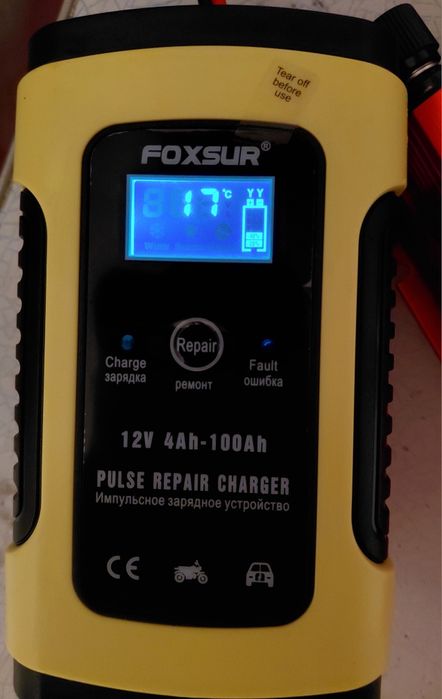 Tear off
before
use
FOXSUR®
17°C
Repair
Charge
зарядка
ремонт
Fault
ошибка
12V 4Ah-100Ah
PULSE REPAIR CHARGER
Импульсное зарядное устройство
CE